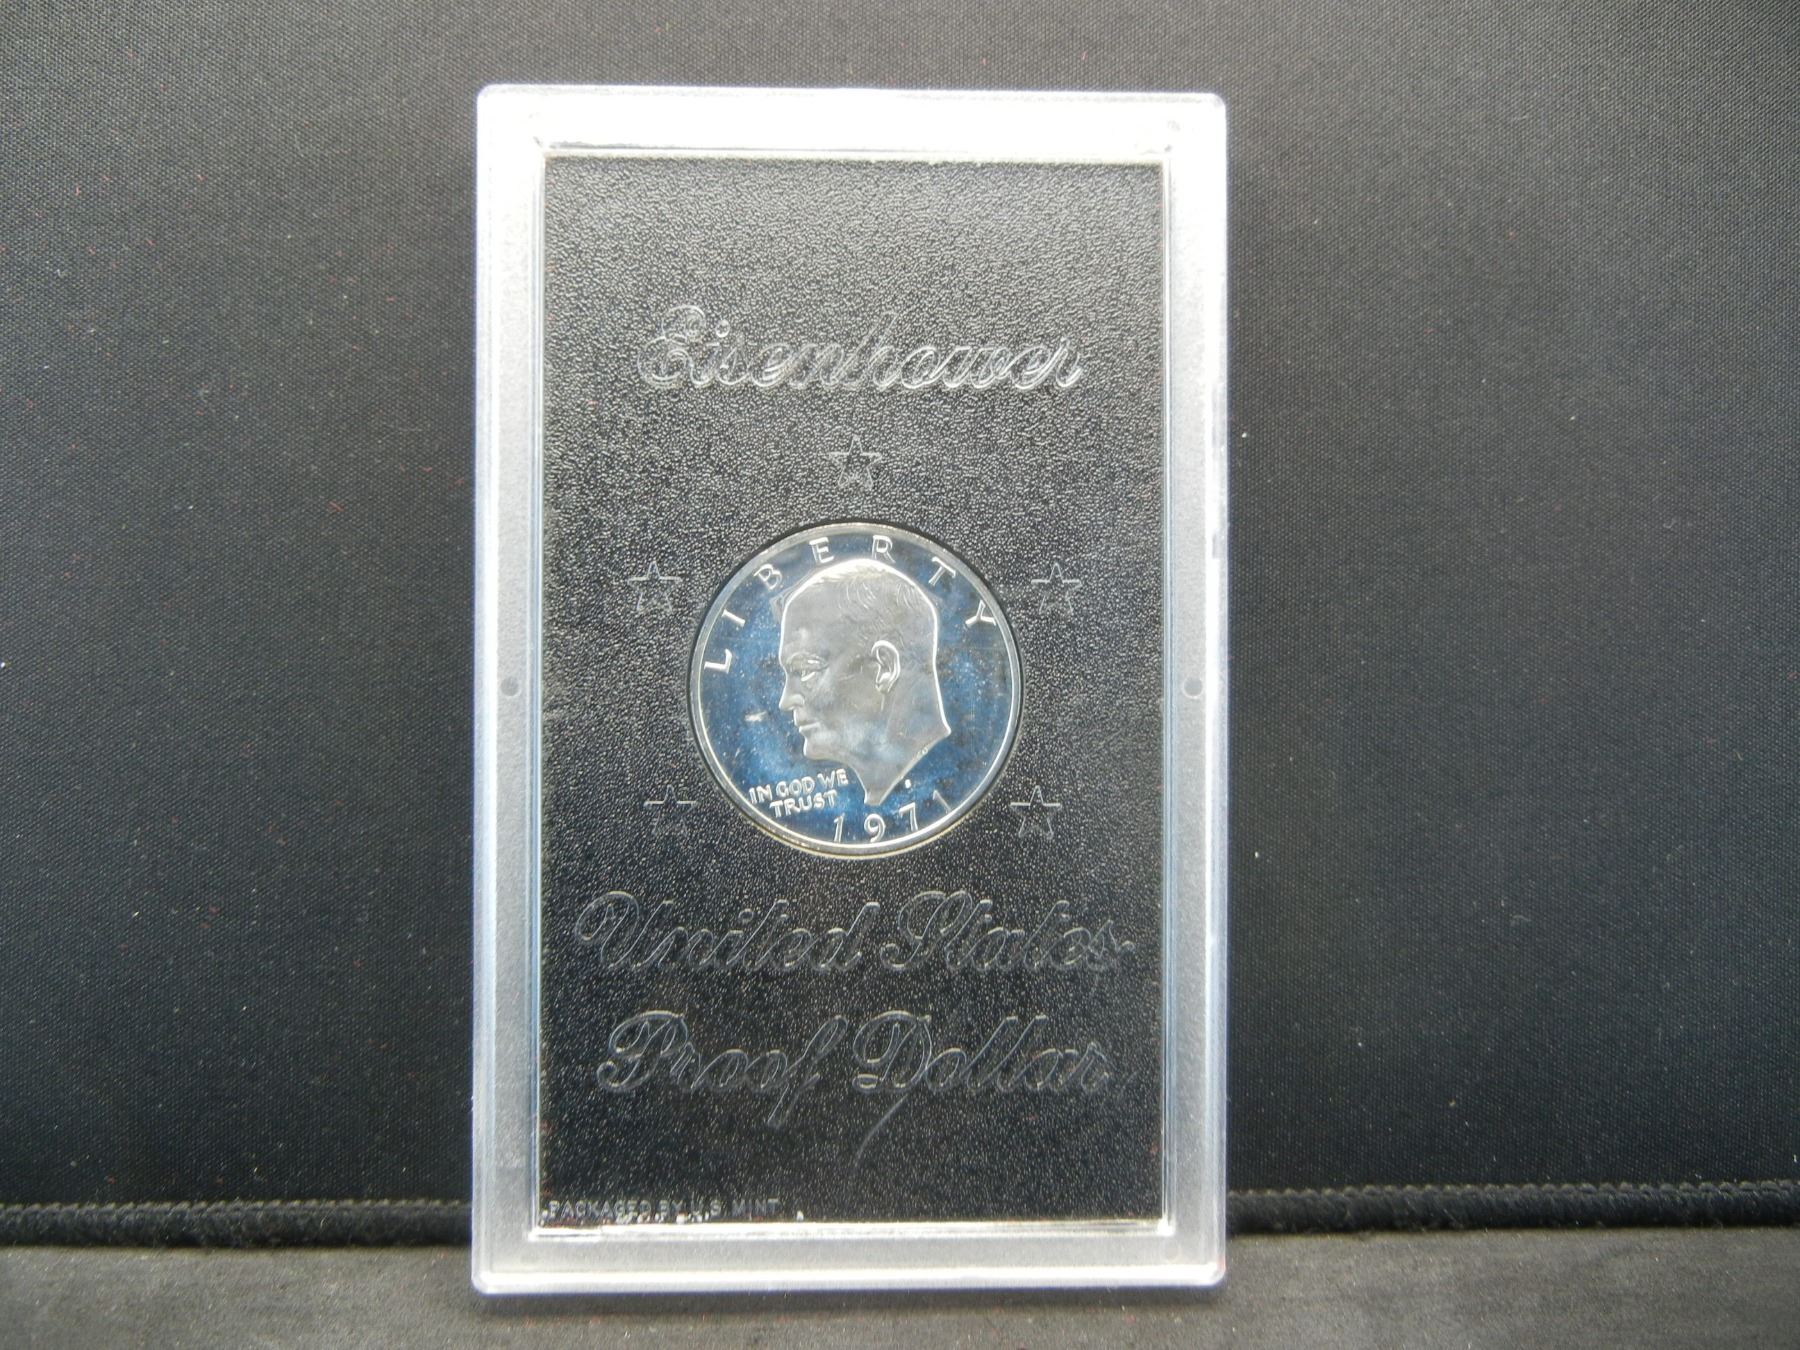 Eisenhower
LIBERTY
IN GOD WE
TRUST
S
1971
United States
Proof Dollar
PACKAGED BY U.S. MINT